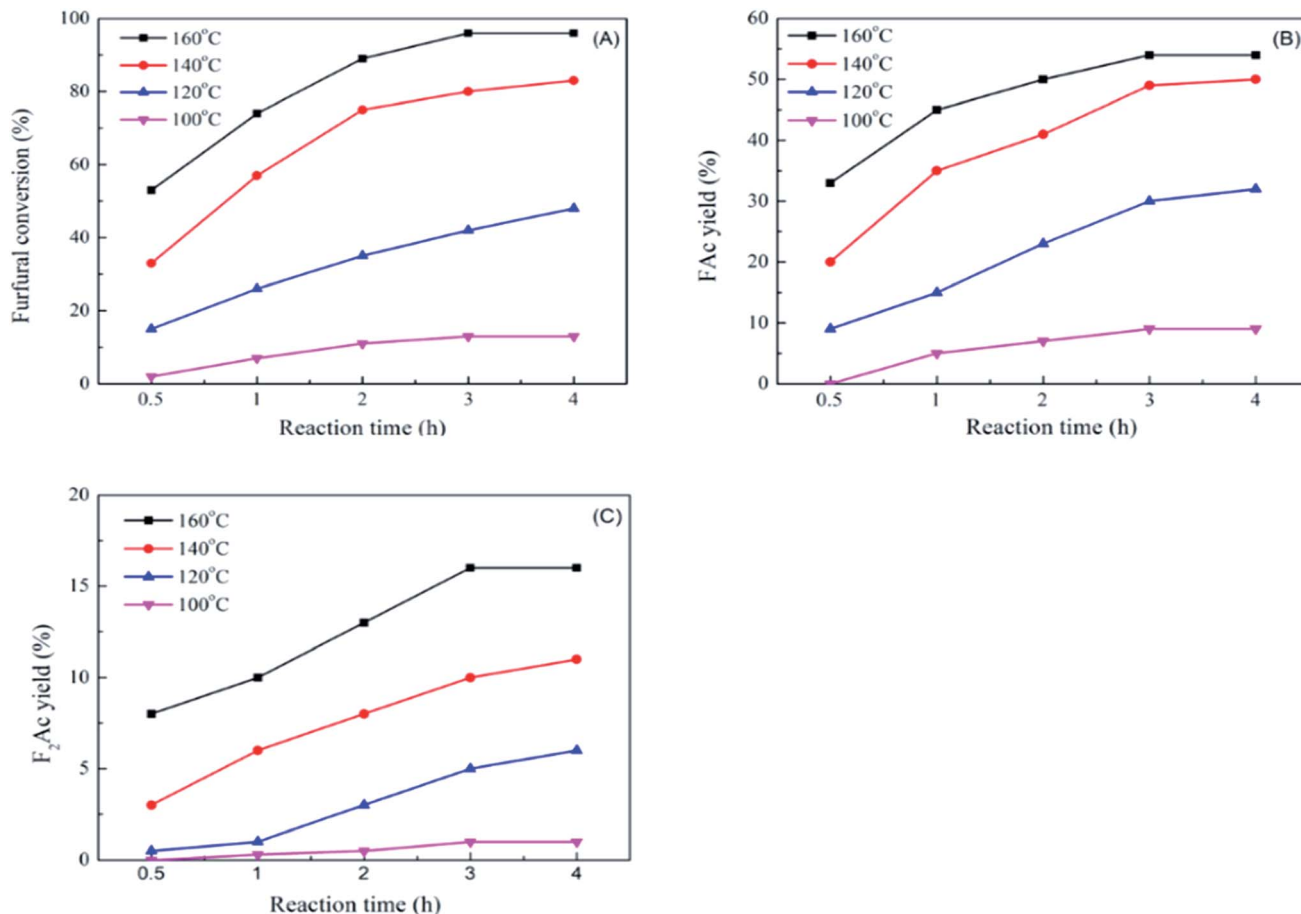 (A)
160°C
140°C
120°C
100°C
Furfural conversion (%)
100
80
60
40
20
0
0.5 1 2 3 4
Reaction time (h)
(B)
160°C
140°C
120°C
100°C
FAc yield (%)
60
50
40
30
20
10
0
0.5 1 2 3 4
Reaction time (h)
(C)
160°C
140°C
120°C
100°C
F₂Ac yield (%)
20
15
10
5
0
0.5 1 2 3 4
Reaction time (h)